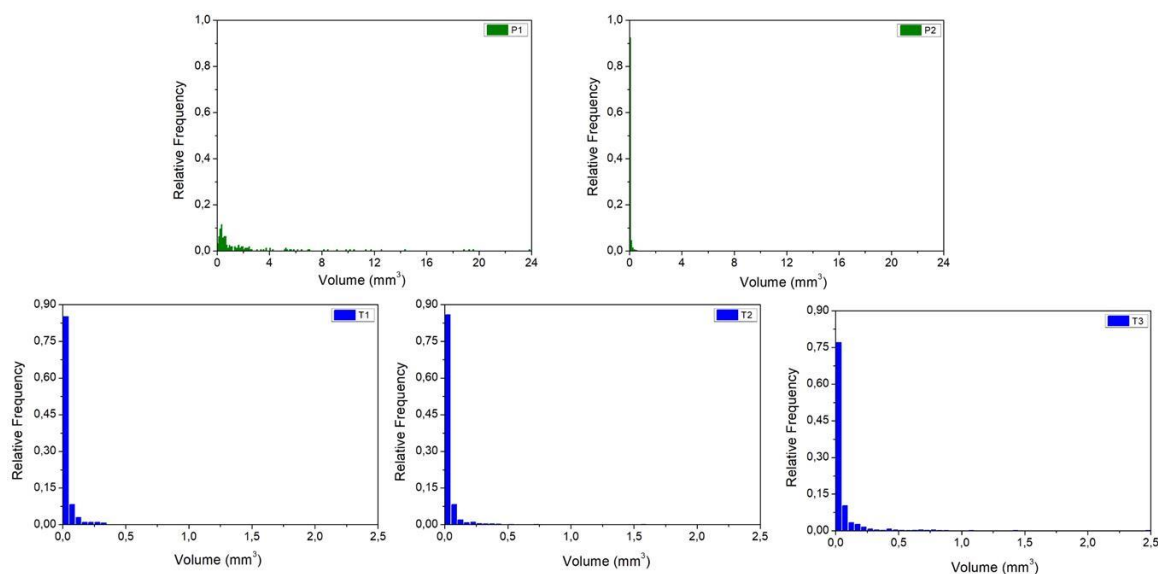 1,0
0,8
0,6
0,4
0,2
0,0
Relative Frequency
P1
0 4 8 12 16 20 24
Volume (mm³)
1,0
0,8
0,6
0,4
0,2
0,0
Relative Frequency
P2
0 4 8 12 16 20 24
Volume (mm³)
0,90
0,75
0,60
0,45
0,30
0,15
0,00
Relative Frequency
T1
0,0 0,5 1,0 1,5 2,0 2,5
Volume (mm³)
0,90
0,75
0,60
0,45
0,30
0,15
0,00
Relative Frequency
T2
0,0 0,5 1,0 1,5 2,0 2,5
Volume (mm³)
0,90
0,75
0,60
0,45
0,30
0,15
0,00
Relative Frequency
T3
0,0 0,5 1,0 1,5 2,0 2,5
Volume (mm³)